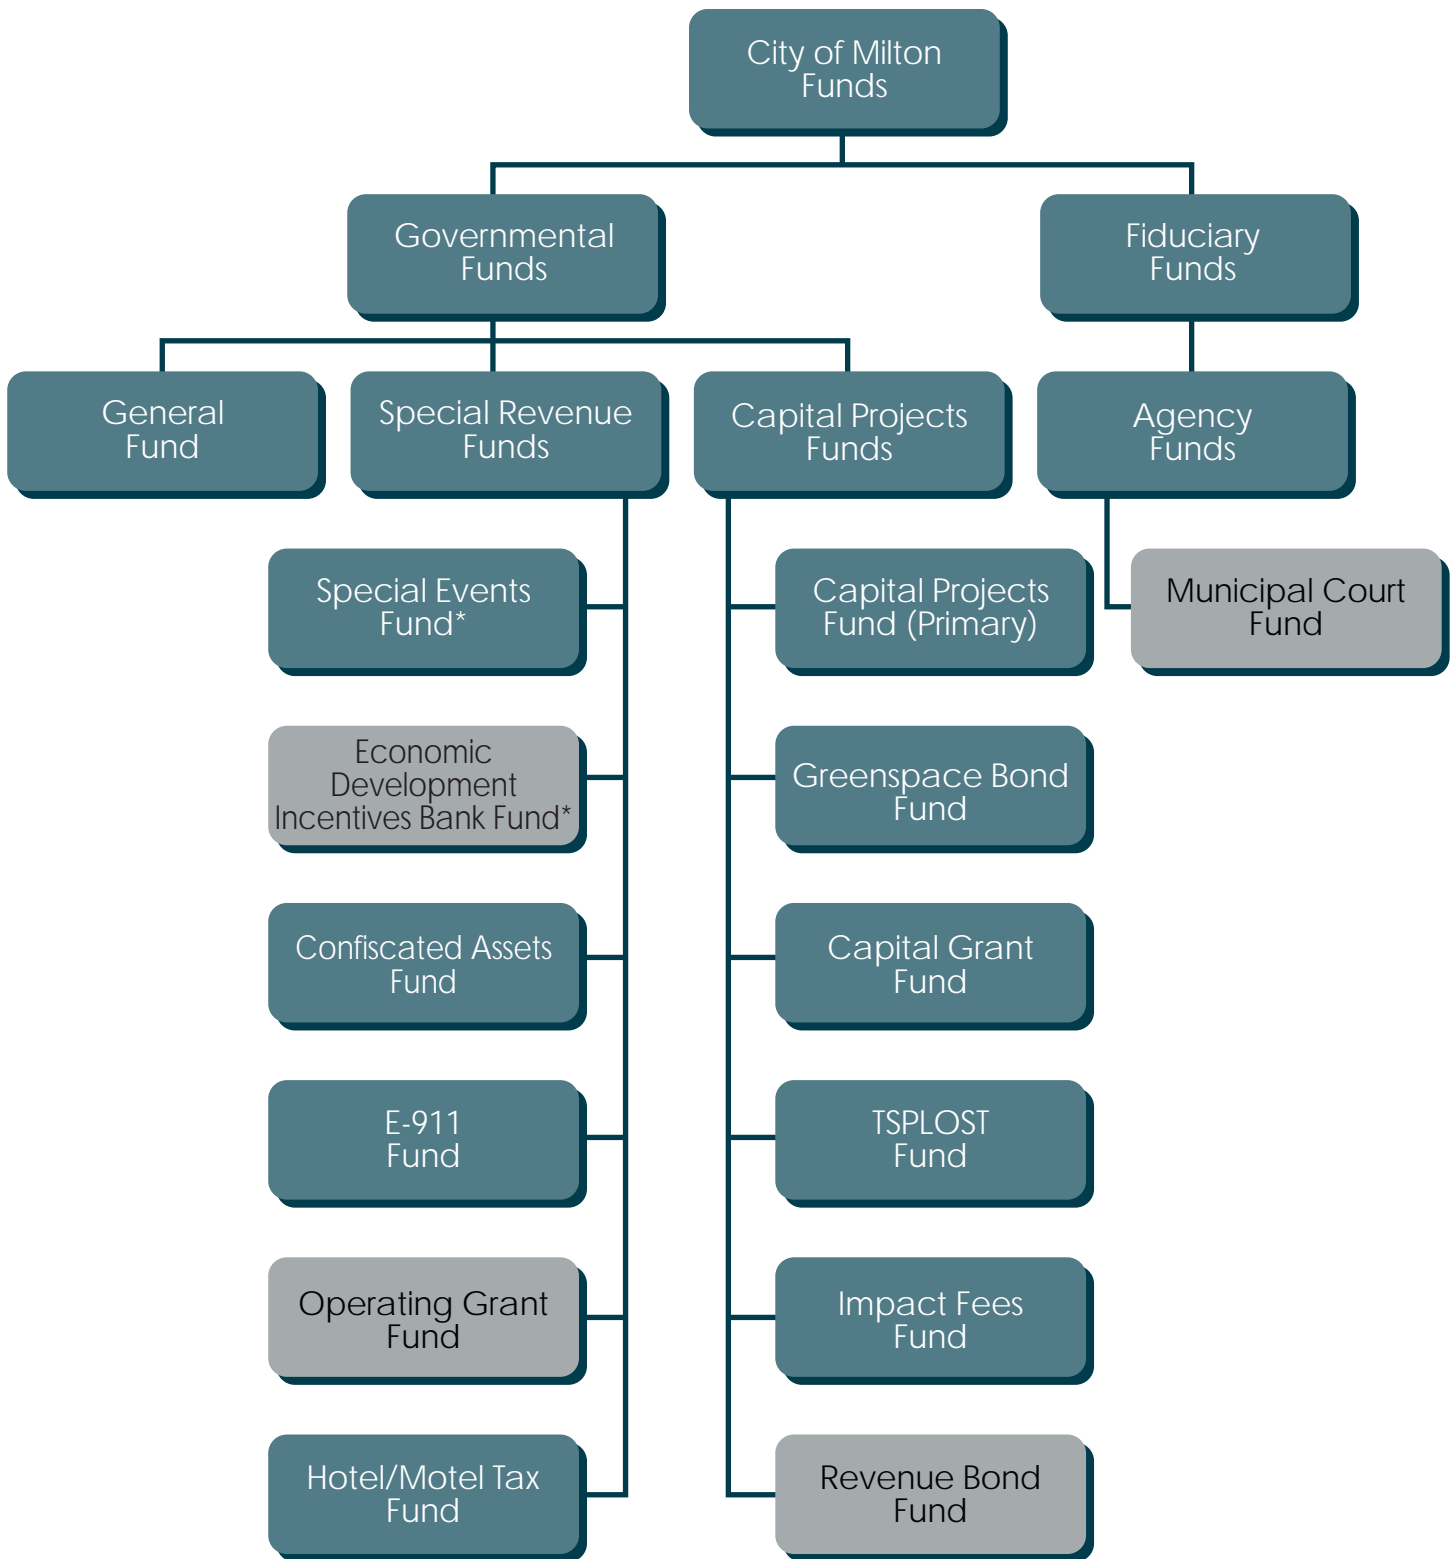 City of Milton
Funds
Governmental
Funds
Fiduciary
Funds
General
Fund
Special Revenue
Funds
Capital Projects
Funds
Agency
Funds
Special Events
Fund*
Capital Projects
Fund (Primary)
Municipal Court
Fund
Economic
Development
Incentives Bank Fund*
Greenspace Bond
Fund
Confiscated Assets
Fund
Capital Grant
Fund
E-911
Fund
TSPLOST
Fund
Operating Grant
Fund
Impact Fees
Fund
Hotel/Motel Tax
Fund
Revenue Bond
Fund